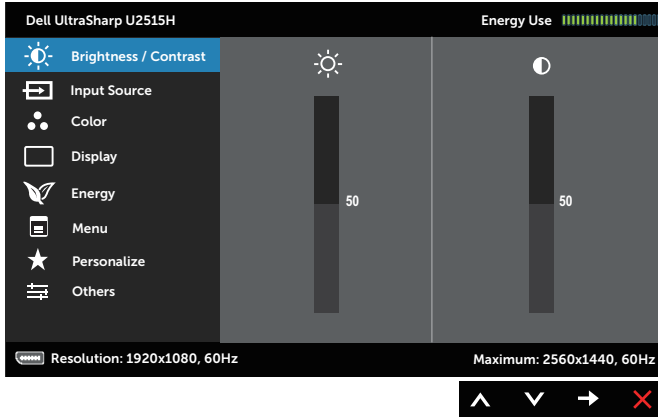 Dell UltraSharp U2515H
Energy Use
Brightness / Contrast
Input Source
Color
Display
Energy
Menu
Personalize
Others
50
50
Resolution: 1920x1080, 60Hz
Maximum: 2560x1440, 60Hz